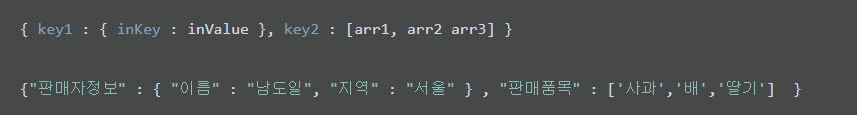 { key1 : { inKey : inValue }, key2 : [arr1, arr2 arr3] }
{"판매자정보" : { "이름" : "남도일", "지역" : "서울" } , "판매품목" : ['사과','배','딸기'] }